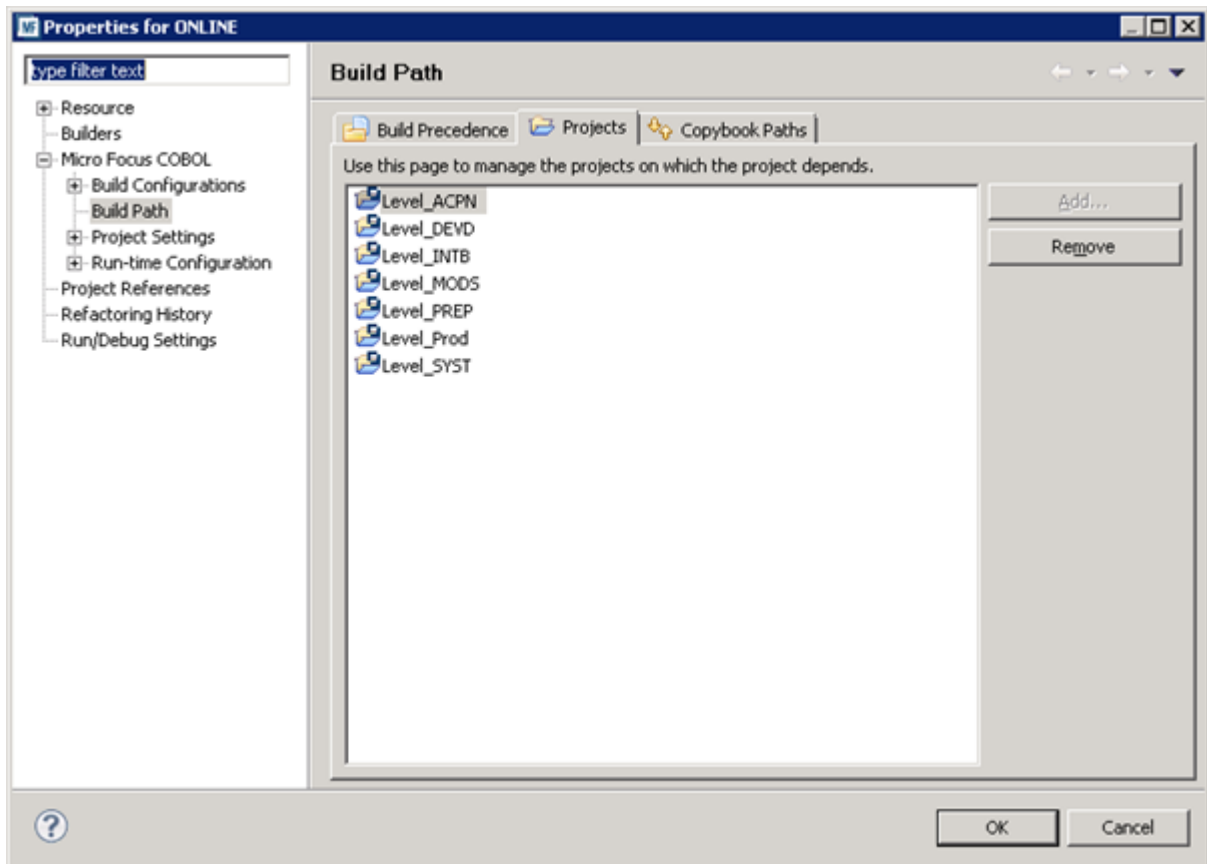 MF Properties for ONLINE
type filter text
Resource
Builders
Micro Focus COBOL
Build Configurations
Build Path
Project Settings
Run-time Configuration
Project References
Refactoring History
Run/Debug Settings
Build Path
Build Precedence Projects Copybook Paths
Use this page to manage the projects on which the project depends.
Level_ACPN
Level_DEVD
Level_INTB
Level_MODS
Level_PREP
Level_Prod
Level_SYST
Add...
Remove
? OK Cancel